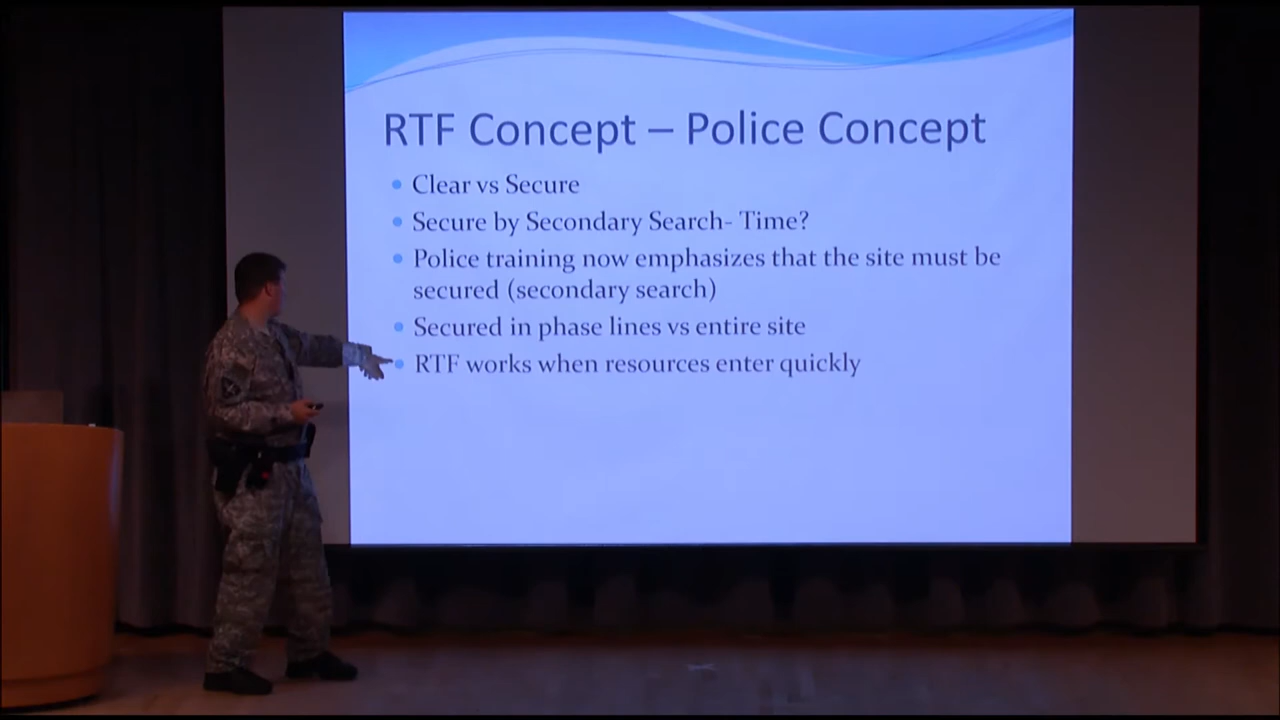 RTF Concept – Police Concept
Clear vs Secure
Secure by Secondary Search- Time?
Police training now emphasizes that the site must be
secured (secondary search)
Secured in phase lines vs entire site
RTF works when resources enter quickly